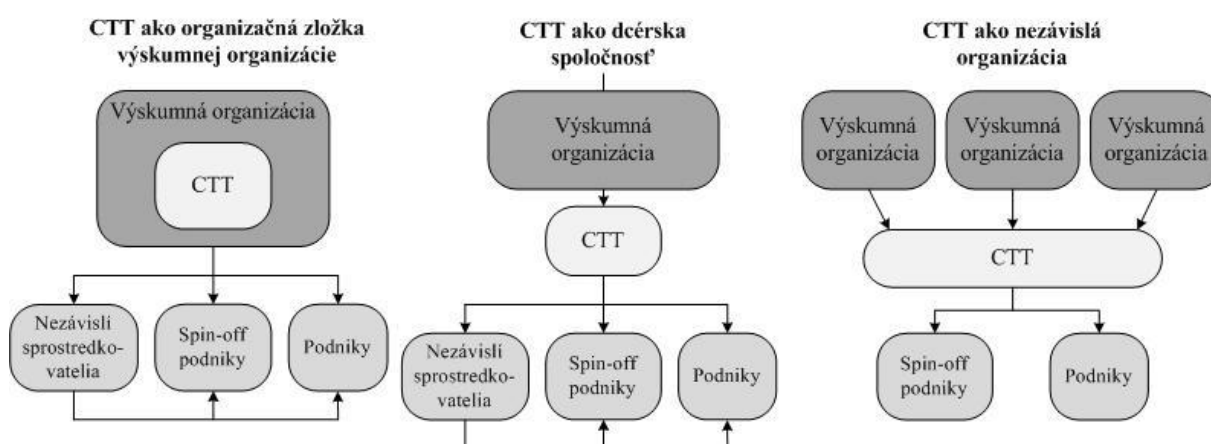 CTT ako organizačná zložka
výskumnej organizácie
Výskumná organizácia
CTT
Nezávislí
sprostredko-
vatelia
Spin-off
podniky
Podniky
CTT ako dcérska
spoločnosť
Výskumná
organizácia
CTT
Nezávislí
sprostredko-
vatelia
Spin-off
podniky
Podniky
CTT ako nezávislá
organizácia
Výskumná
organizácia
Výskumná
organizácia
Výskumná
organizácia
CTT
Spin-off
podniky
Podniky